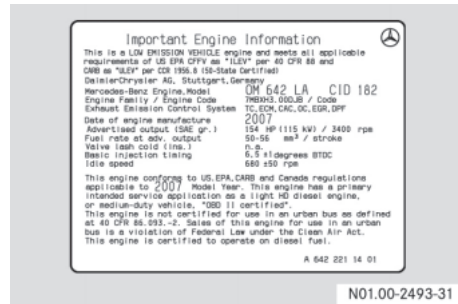 Important Engine Information
This is a LOW EMISSION VEHICLE engine and meets all applicable
requirements of US EPA CFFV as "ILEV" per 40 CFR 88 and
CARB as "ULEV" per CCR 1956.8 (50-State Certified)
DaimlerChrysler AG, Stuttgart, Germany
Mercedes-Benz Engine, Model OM 642 LA CID 182
Engine Family / Engine Code 7MBXH3.00DJB / Code
Exhaust Emission Control System TC,ECM,CAC,OC,EGR,DPF
Date of engine manufacture 2007
Advertised output (SAE gr.) 154 HP (115 kW) / 3400 rpm
Fuel rate at adv. output 50-56 mm³ / stroke
Valve lash cold (ins.) n.a.
Basic injection timing 6,5 ±1 degrees BTDC
Idle speed 680 ±50 rpm
This engine conforms to US.EPA,CARB and Canada regulations
applicable to 2007 Model Year. This engine has a primary
intended service application as a light HD diesel engine,
or medium-duty vehicle, "OBD II certified".
This engine is not certified for use in an urban bus as defined
at 40 CFR 86.093.-2. Sales of this engine for use in an urban
bus is a violation of Federal Law under the Clean Air Act.
This engine is certified to operate on diesel fuel.
A 642 221 14 01
N01.00-2493-31